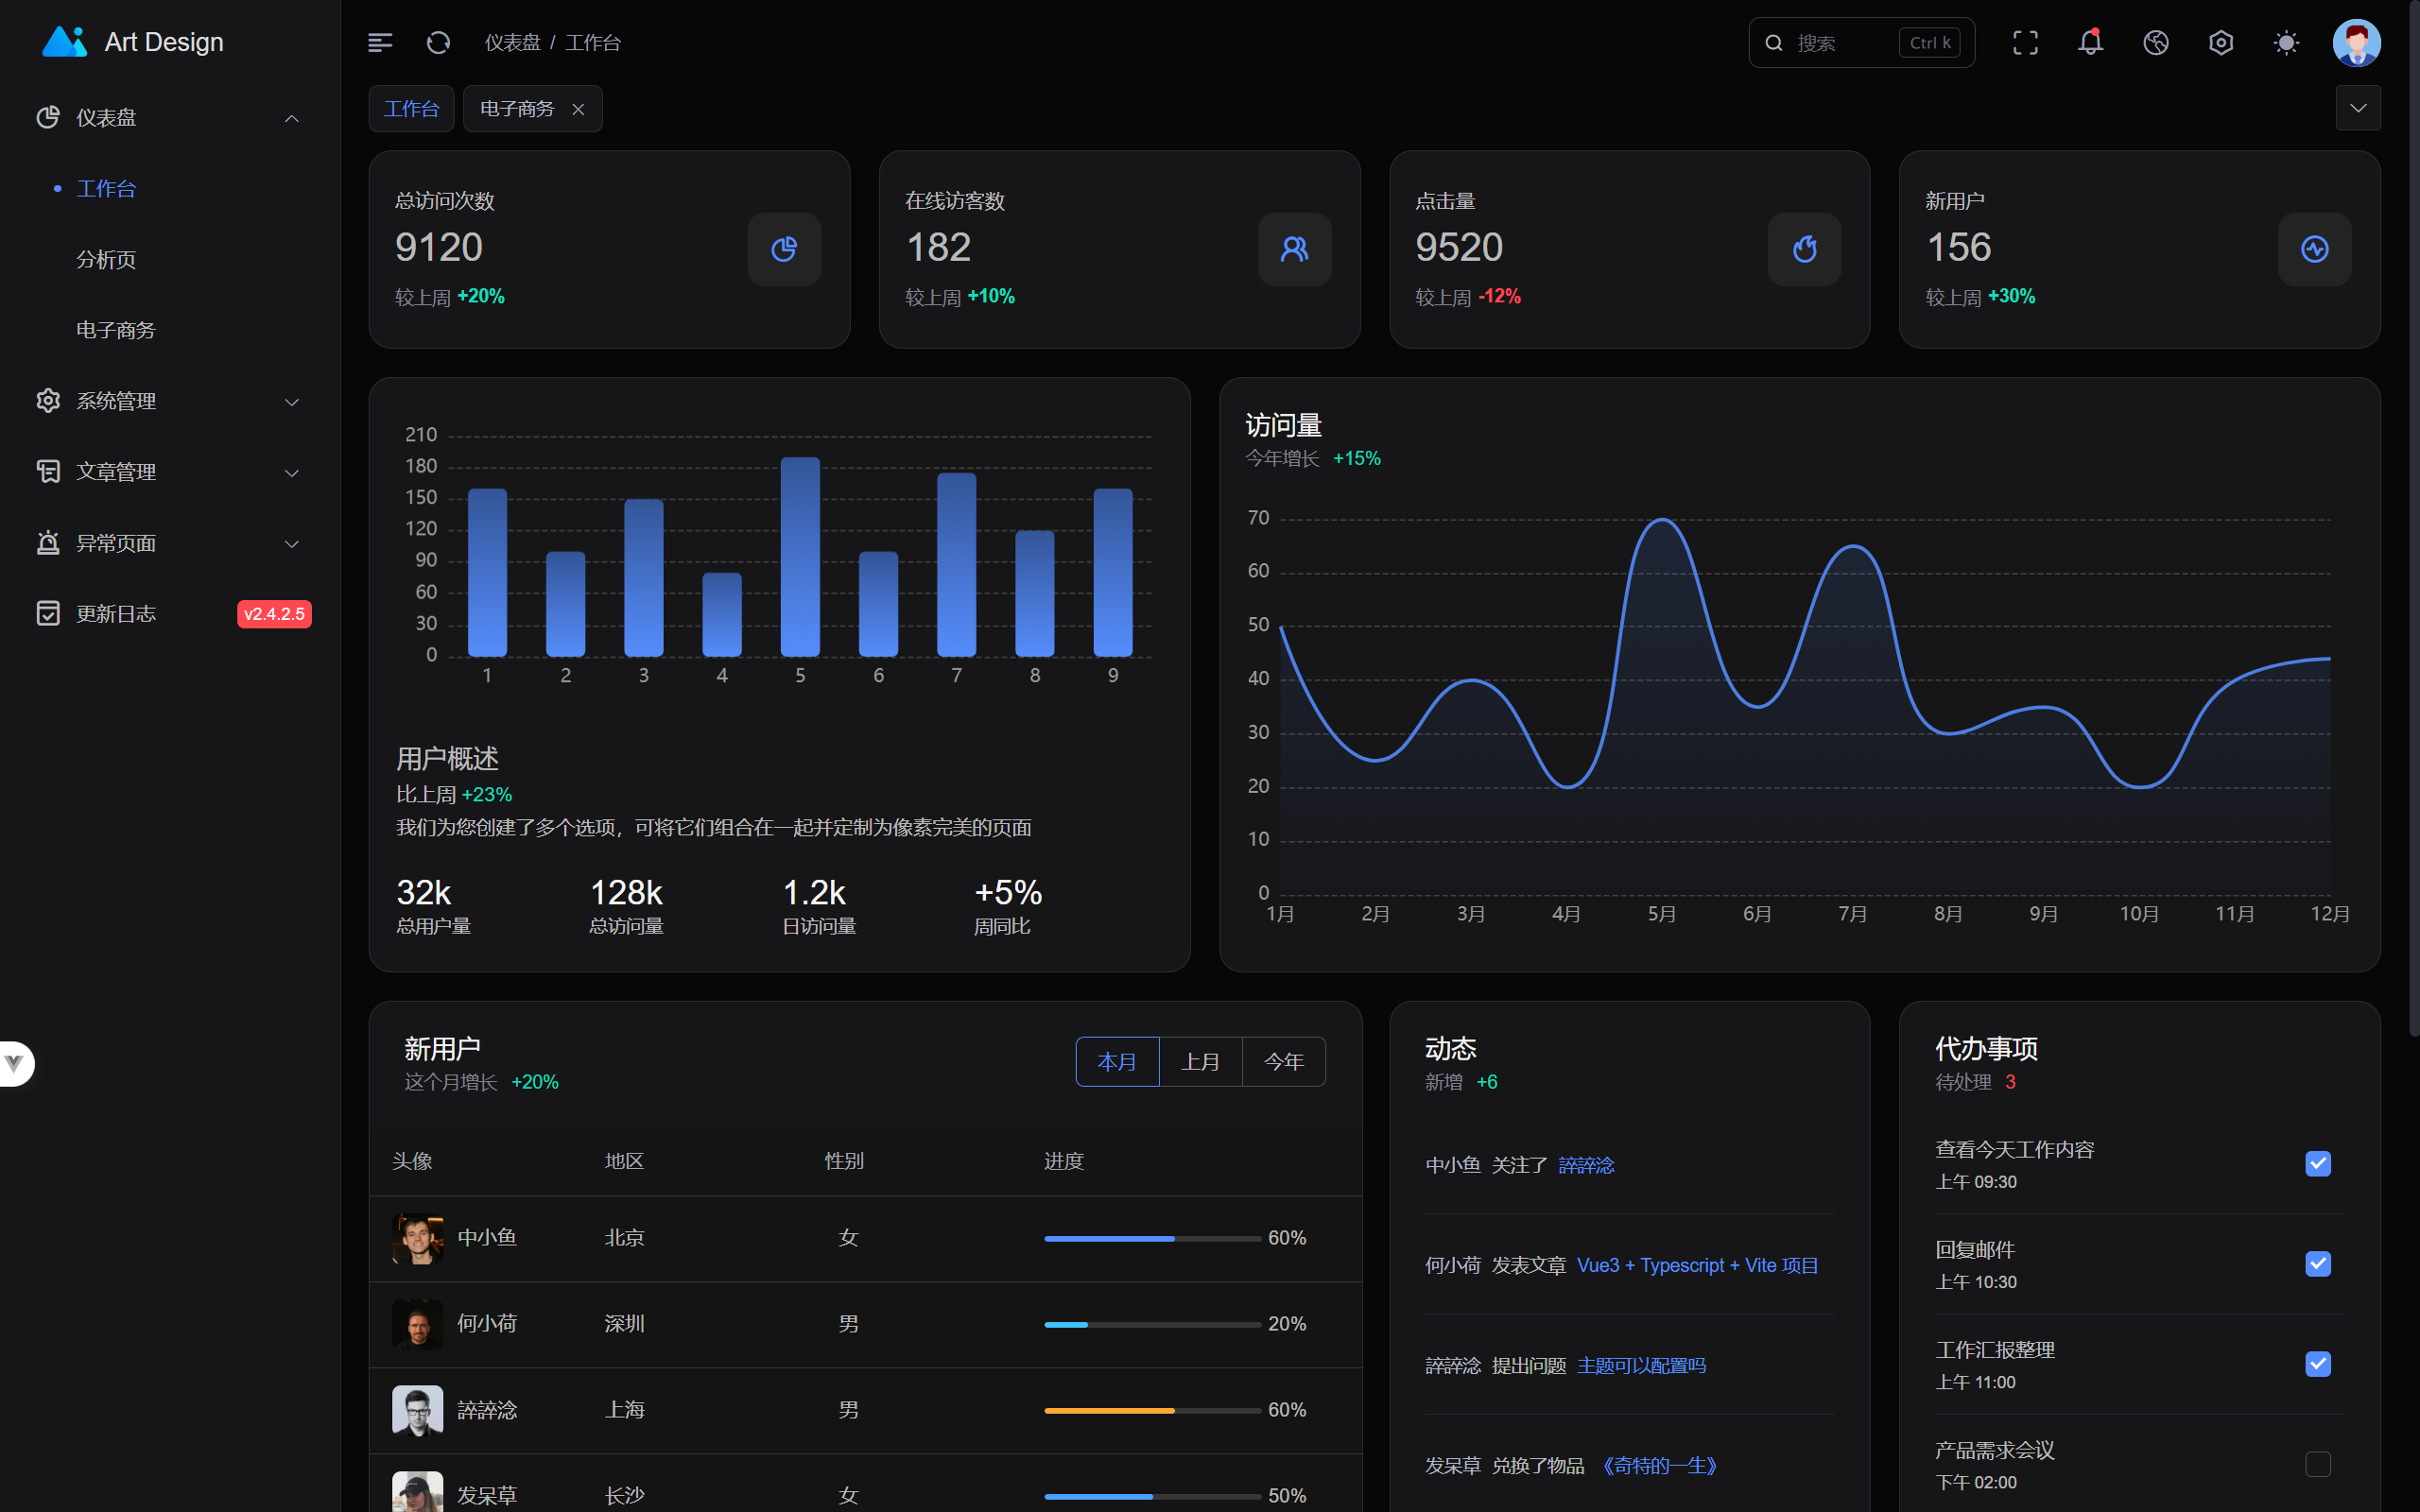 Art Design
仪表盘
工作台
分析页
电子商务
系统管理
文章管理
异常页面
更新日志 v2.4.2.5
仪表盘 / 工作台
搜索 Ctrl k
工作台 电子商务
总访问次数
9120
较上周 +20%
在线访客数
182
较上周 +10%
点击量
9520
较上周 -12%
新用户
156
较上周 +30%
210
180
150
120
90
60
30
0
1 2 3 4 5 6 7 8 9
用户概述
比上周 +23%
我们为您创建了多个选项，可将它们组合在一起并定制为像素完美的页面
32k 128k 1.2k +5%
总用户量 总访问量 日访问量 周同比
访问量
今年增长 +15%
70
60
50
40
30
20
10
0
1月 2月 3月 4月 5月 6月 7月 8月 9月 10月 11月 12月
新用户
这个月增长 +20%
本月 上月 今年
头像 地区 性别 进度
中小鱼 北京 女 60%
何小荷 深圳 男 20%
誶誶淰 上海 男 60%
发呆草 长沙 女 50%
动态
新增 +6
中小鱼 关注了 誶誶淰
何小荷 发表文章 Vue3 + Typescript + Vite 项目
誶誶淰 提出问题 主题可以配置吗
发呆草 兑换了物品 《奇特的一生》
代办事项
待处理 3
查看今天工作内容
上午 09:30
回复邮件
上午 10:30
工作汇报整理
上午 11:00
产品需求会议
下午 02:00